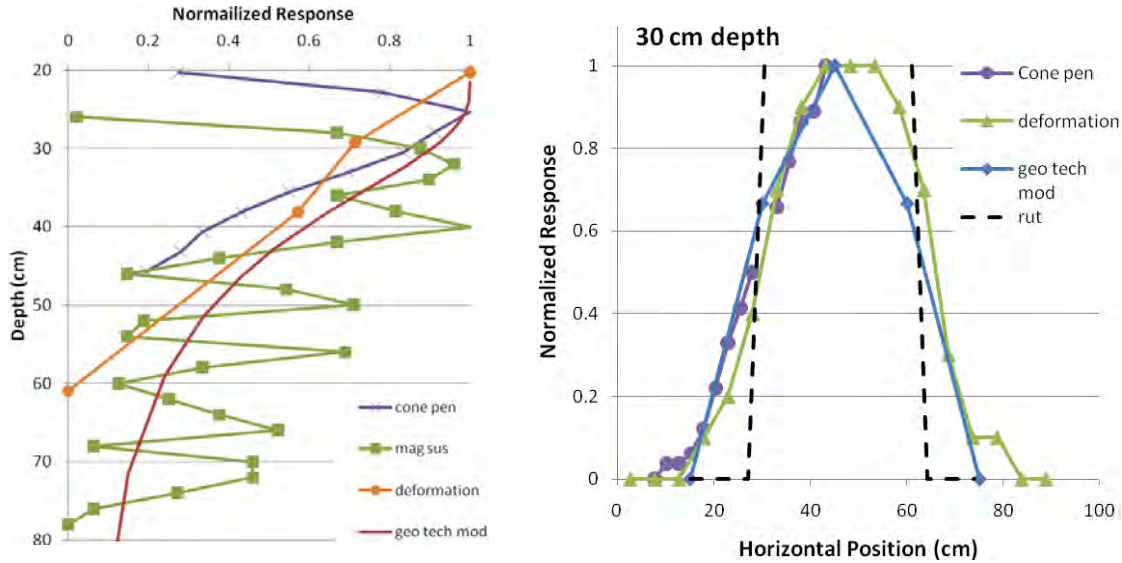 Normailized Response
0 0.2 0.4 0.6 0.8 1
20
30
40
50
60
70
80
Depth (cm)
cone pen
mag sus
deformation
geo tech mod
30 cm depth
1
0.8
0.6
0.4
0.2
0
Normalized Response
0 20 40 60 80 100
Horizontal Position (cm)
Cone pen
deformation
geo tech
mod
rut